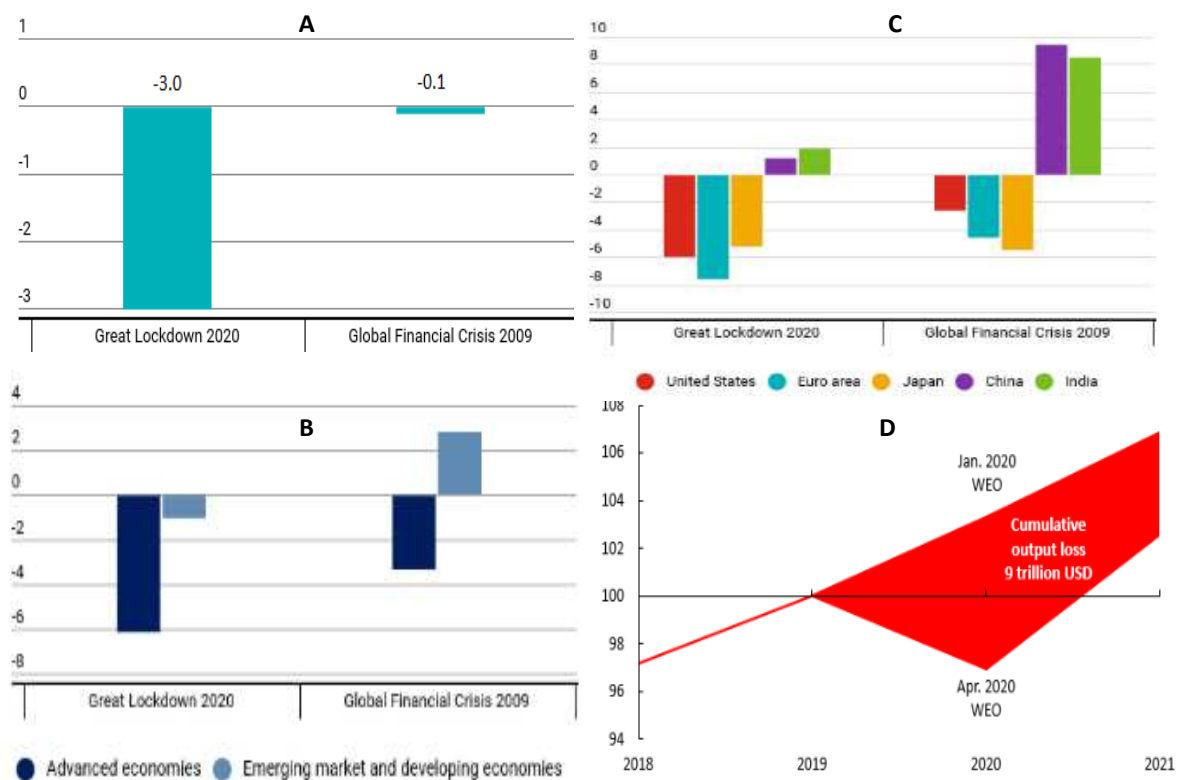 A
1
0
-1
-2
-3
-3.0
-0.1
Great Lockdown 2020
Global Financial Crisis 2009
C
10
8
6
4
2
0
-2
-4
-6
-8
-10
Great Lockdown 2020
Global Financial Crisis 2009
United States
Euro area
Japan
China
India
B
4
2
0
-2
-4
-6
-8
Great Lockdown 2020
Global Financial Crisis 2009
Advanced economies
Emerging market and developing economies
D
108
106
104
102
100
98
96
94
Jan. 2020
WEO
Cumulative
output loss
9 trillion USD
Apr. 2020
WEO
2018
2019
2020
2021